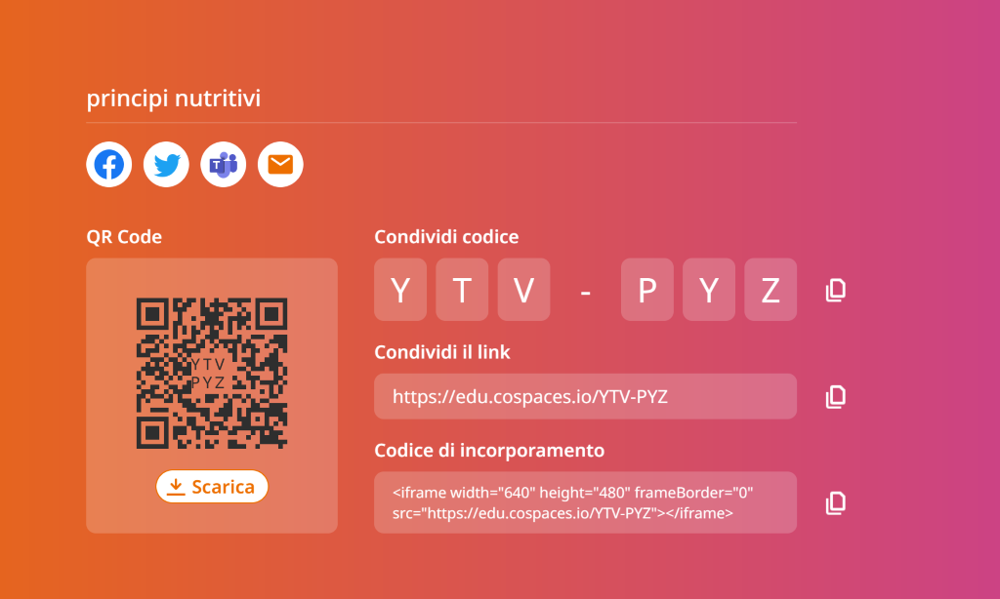 principi nutritivi
QR Code
YTV
PYZ
Scarica
Condividi codice
Y T V - P Y Z
Condividi il link
https://edu.cospaces.io/YTV-PYZ
Codice di incorporamento
<iframe width="640" height="480" frameBorder="0"
src="https://edu.cospaces.io/YTV-PYZ"></iframe>